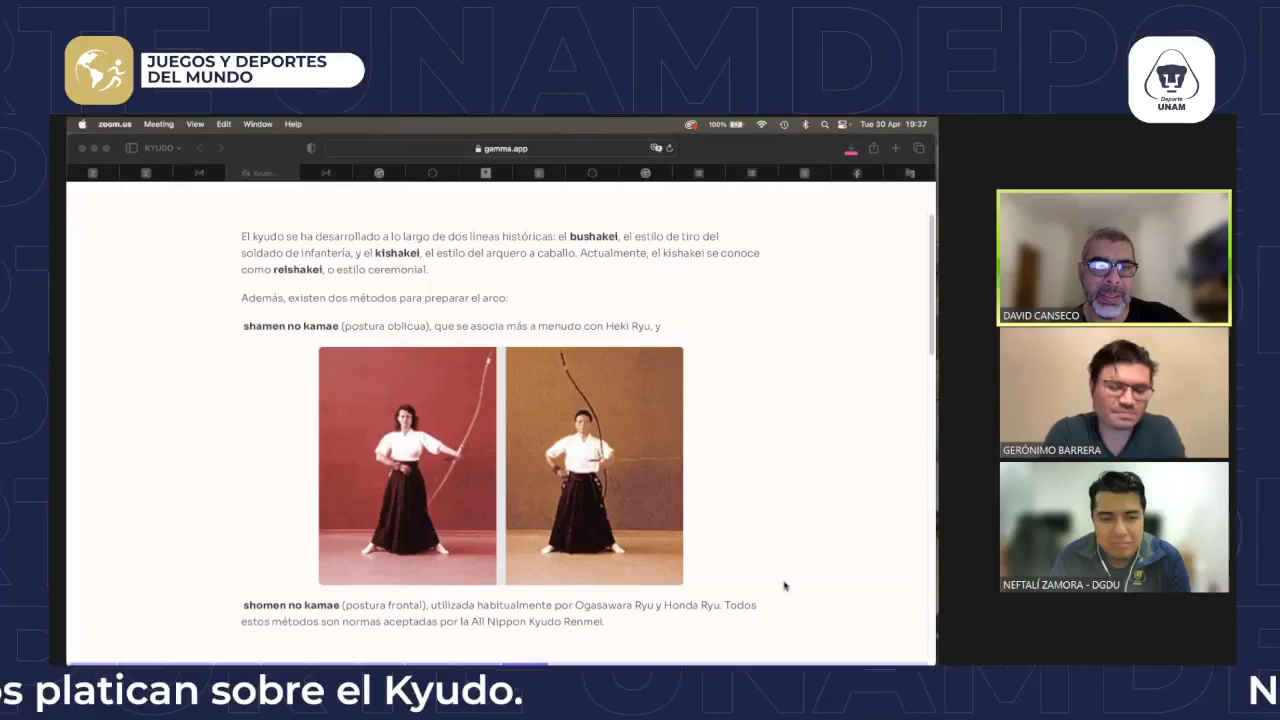 JUEGOS Y DEPORTES
DEL MUNDO
Deporte
UNAM
zoom.us Meeting View Edit Window Help
100% Tue 30 Apr 19:37
KYUDO
gamma.app
Kyudo...
El kyudo se ha desarrollado a lo largo de dos líneas históricas: el bushakei, el estilo de tiro del
soldado de infantería, y el kishakei, el estilo del arquero a caballo. Actualmente, el kishakei se conoce
como reishakei, o estilo ceremonial.
Además, existen dos métodos para preparar el arco:
shamen no kamae (postura oblicua), que se asocia más a menudo con Heki Ryu, y
shomen no kamae (postura frontal), utilizada habitualmente por Ogasawara Ryu y Honda Ryu. Todos
estos métodos son normas aceptadas por la All Nippon Kyudo Renmei.
DAVID CANSECO
GERÓNIMO BARRERA
NEFTALÍ ZAMORA - DGDU
os platican sobre el Kyudo.
N